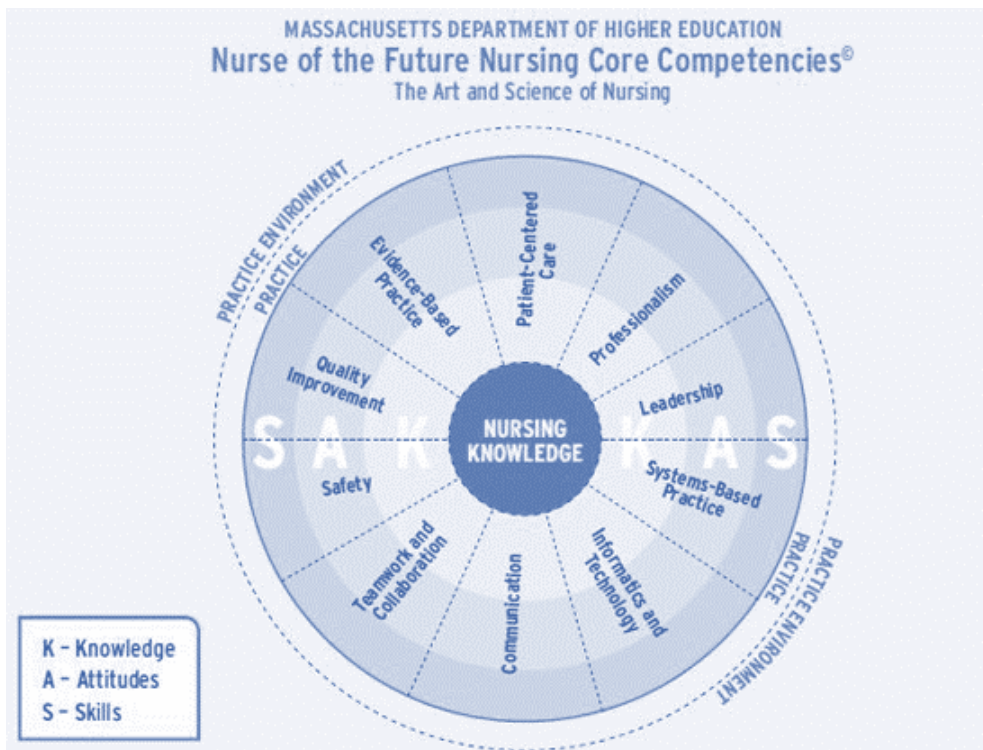 MASSACHUSETTS DEPARTMENT OF HIGHER EDUCATION
Nurse of the Future Nursing Core Competencies©
The Art and Science of Nursing
PRACTICE ENVIRONMENT
PRACTICE
Patient-Centered
Care
Professionalism
Leadership
Systems-Based
Practice
Informatics and
Technology
Communication
Teamwork and
Collaboration
Safety
Quality
Improvement
Evidence-Based
Practice
S A K
NURSING
KNOWLEDGE
K A S
PRACTICE
PRACTICE ENVIRONMENT
K – Knowledge
A – Attitudes
S – Skills